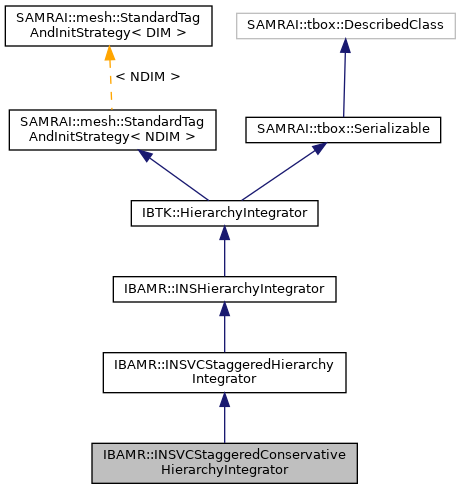 SAMRAI::mesh::StandardTag
AndInitStrategy< DIM >
SAMRAI::tbox::DescribedClass
< NDIM >
SAMRAI::mesh::StandardTag
AndInitStrategy< NDIM >
SAMRAI::tbox::Serializable
IBTK::HierarchyIntegrator
IBAMR::INSHierarchyIntegrator
IBAMR::INSVCStaggeredHierarchy
Integrator
IBAMR::INSVCStaggeredConservative
HierarchyIntegrator